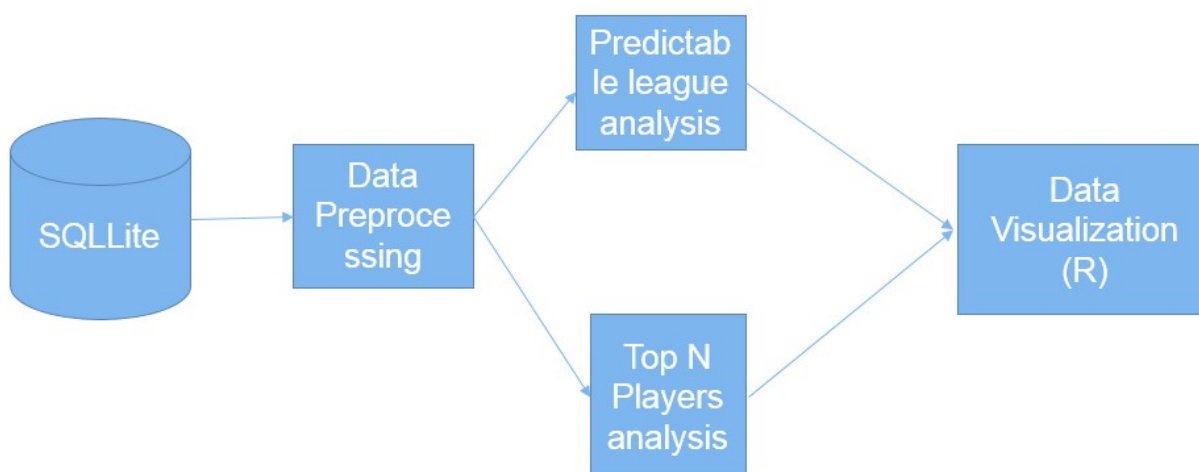 SQLLite
Data
Preproce
ssing
Predictab
le league
analysis
Top N
Players
analysis
Data
Visualization
(R)